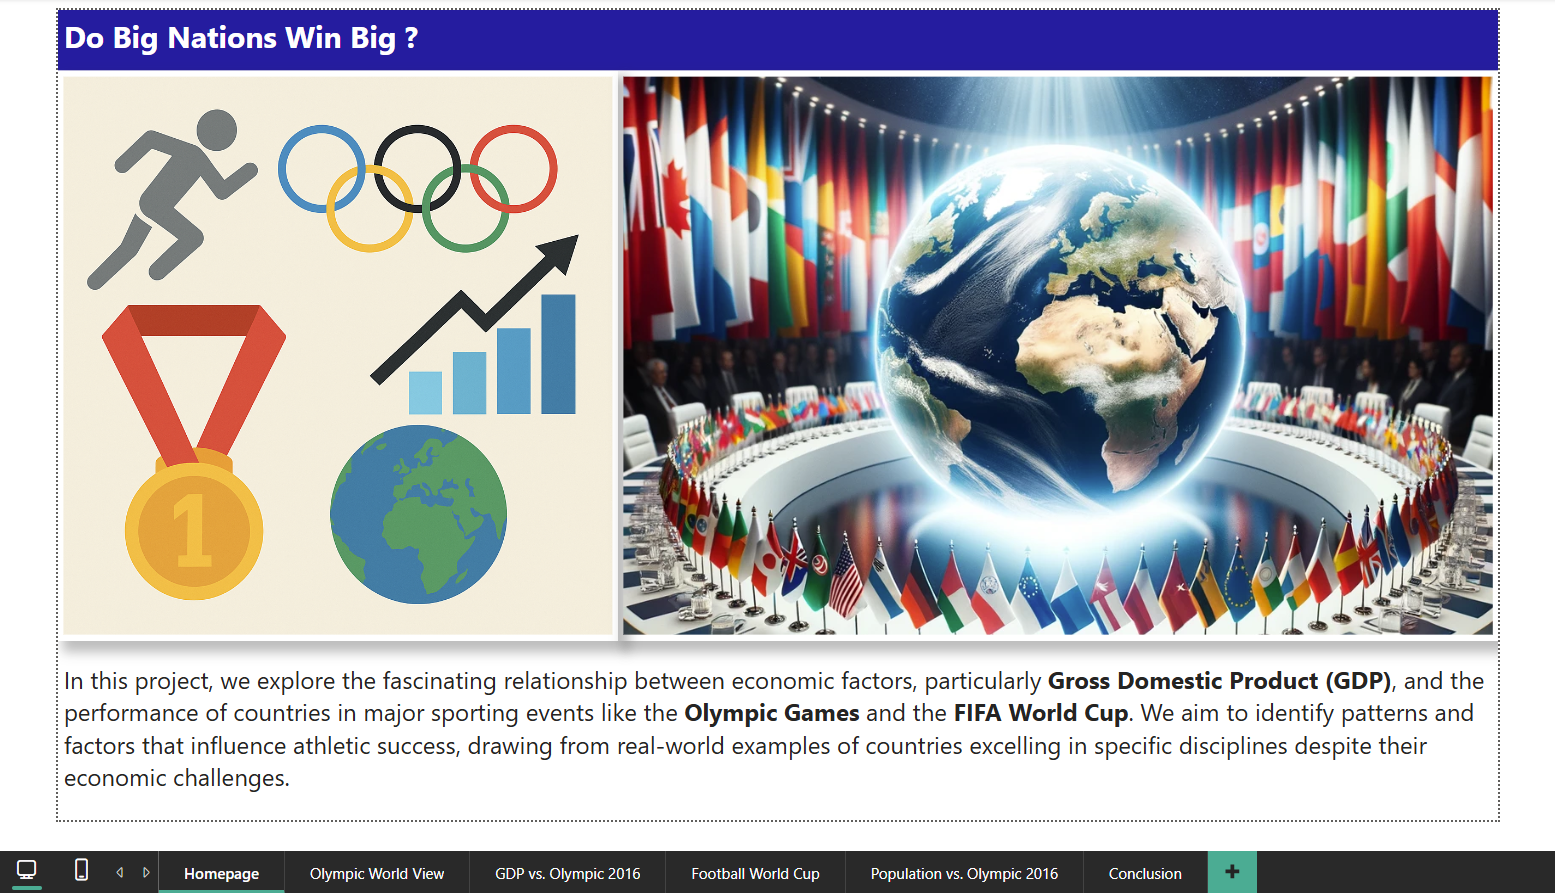 Do Big Nations Win Big ?
1
In this project, we explore the fascinating relationship between economic factors, particularly Gross Domestic Product (GDP), and the
performance of countries in major sporting events like the Olympic Games and the FIFA World Cup. We aim to identify patterns and
factors that influence athletic success, drawing from real-world examples of countries excelling in specific disciplines despite their
economic challenges.
Homepage
Olympic World View
GDP vs. Olympic 2016
Football World Cup
Population vs. Olympic 2016
Conclusion
+